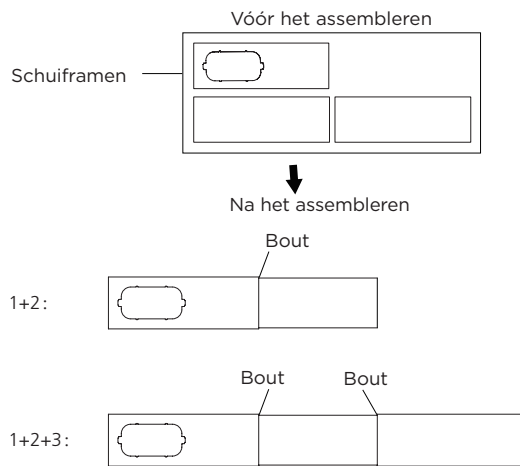 Vóór het assembleren
Schuiframen
Na het assembleren
Bout
1+2:
Bout Bout
1+2+3: